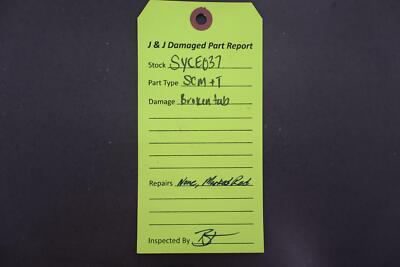 J & J Damaged Part Report
Stock SYCE037
Part Type SCM + T
Damage Broken tab
Repairs None, Marked Red
Inspected By